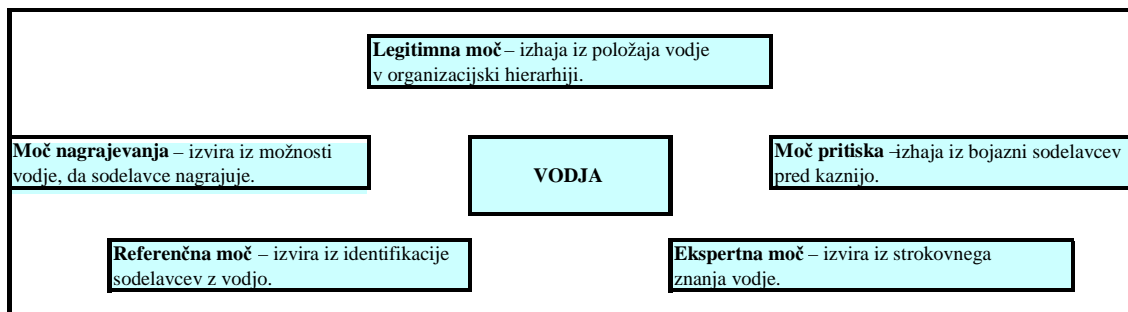 Legitimna moč – izhaja iz položaja vodje
v organizacijski hierarhiji.
Moč nagrajevanja – izvira iz možnosti
vodje, da sodelavce nagrajuje.
VODJA
Moč pritiska –izhaja iz bojazni sodelavcev
pred kaznijo.
Referenčna moč – izvira iz identifikacije
sodelavcev z vodjo.
Ekspertna moč – izvira iz strokovnega
znanja vodje.